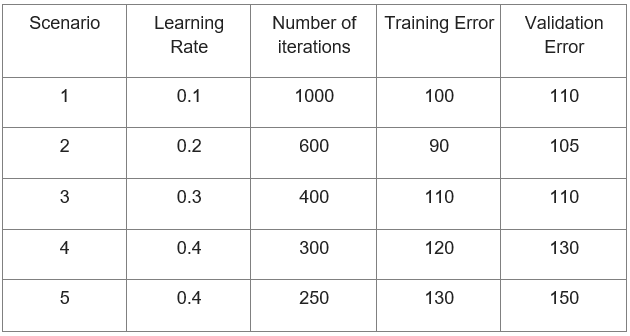 Scenario Learning Rate Number of iterations Training Error Validation Error
1 0.1 1000 100 110
2 0.2 600 90 105
3 0.3 400 110 110
4 0.4 300 120 130
5 0.4 250 130 150